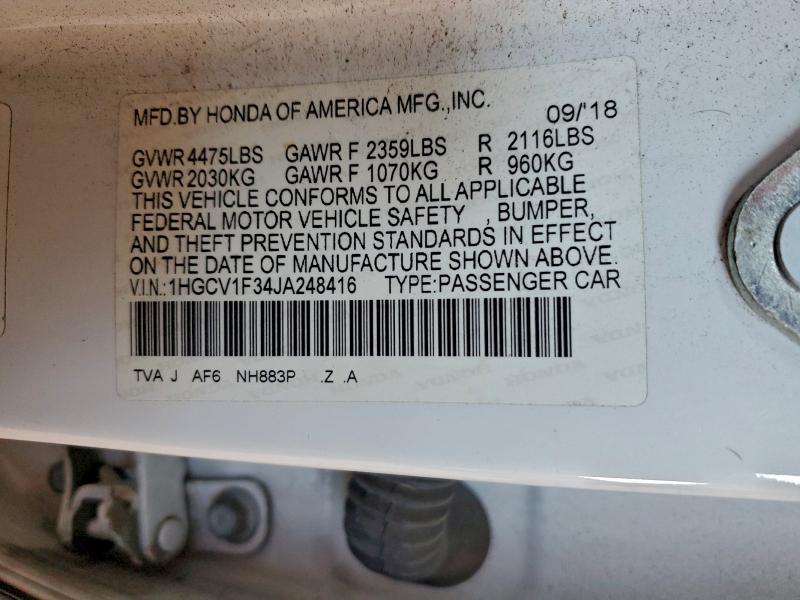 MFD.BY HONDA OF AMERICA MFG.,INC. 09/'18
GVWR 4475LBS GAWR F 2359LBS R 2116LBS
GVWR 2030KG GAWR F 1070KG R 960KG
THIS VEHICLE CONFORMS TO ALL APPLICABLE
FEDERAL MOTOR VEHICLE SAFETY , BUMPER,
AND THEFT PREVENTION STANDARDS IN EFFECT
ON THE DATE OF MANUFACTURE SHOWN ABOVE.
V.I.N.:1HGCV1F34JA248416 TYPE:PASSENGER CAR
TVA J AF6 NH883P .Z .A